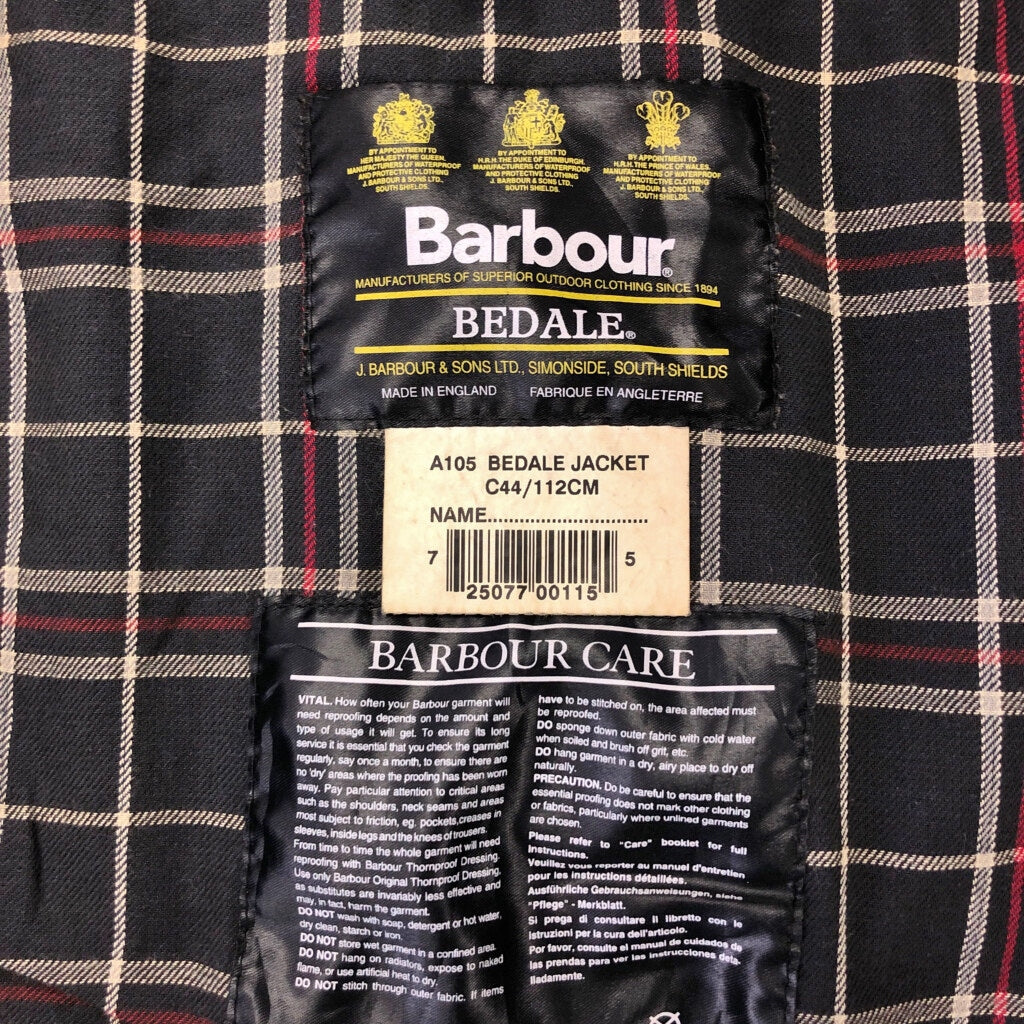 BY APPOINTMENT TO
HER MAJESTY THE QUEEN.
MANUFACTURERS OF WATERPROOF
AND PROTECTIVE CLOTHING
J. BARBOUR & SONS LTD.,
SOUTH SHIELDS.
BY APPOINTMENT TO
H.R.H. THE DUKE OF EDINBURGH.
MANUFACTURERS OF WATERPROOF
AND PROTECTIVE CLOTHING
J. BARBOUR & SONS LTD.,
SOUTH SHIELDS.
BY APPOINTMENT TO
H.R.H. THE PRINCE OF WALES.
MANUFACTURERS OF WATERPROOF
AND PROTECTIVE CLOTHING
J. BARBOUR & SONS LTD.,
SOUTH SHIELDS.
Barbour®
MANUFACTURERS OF SUPERIOR OUTDOOR CLOTHING SINCE 1894
BEDALE®
J. BARBOUR & SONS LTD., SIMONSIDE, SOUTH SHIELDS
MADE IN ENGLAND FABRIQUE EN ANGLETERRE
A105 BEDALE JACKET
C44/112CM
NAME..............................
7 25077 00115 5
BARBOUR CARE
VITAL. How often your Barbour garment will
need reproofing depends on the amount and
type of usage it will get. To ensure its long
service it is essential that you check the garment
regularly, say once a month, to ensure there are
no 'dry' areas where the proofing has been worn
away. Pay particular attention to critical areas
such as the shoulders, neck seams and areas
most subject to friction, eg. pockets,creases in
sleeves, inside legs and the knees of trousers.
From time to time the whole garment will need
reproofing with Barbour Thornproof Dressing.
Use only Barbour Original Thornproof Dressing,
as substitutes are invariably less effective and
may, in fact, harm the garment.
DO NOT wash with soap, detergent or hot water,
dry clean, starch or iron.
DO NOT store wet garment in a confined area.
DO NOT hang on radiators, expose to naked
flame, or use artificial heat to dry.
DO NOT stitch through outer fabric. If items
have to be stitched on, the area affected must
be reproofed.
DO sponge down outer fabric with cold water
when soiled and brush off grit, etc.
DO hang garment in a dry, airy place to dry off
naturally.
PRECAUTION. Do be careful to ensure that the
essential proofing does not mark other clothing
or fabrics, particularly where unlined garments
are chosen.
Please refer to "Care" booklet for full
instructions.
Veuillez vous reporter au manuel d'entretien
pour les instructions détaillées.
Ausführliche Gebrauchsanweisungen, siehe
"Pflege" - Merkblatt.
Si prega di consultare il libretto con le
istruzioni per la cura dell'articolo.
Por favor, consulte el manual de cuidados de
las prendas para ver las instrucciones deta-
lladamente.